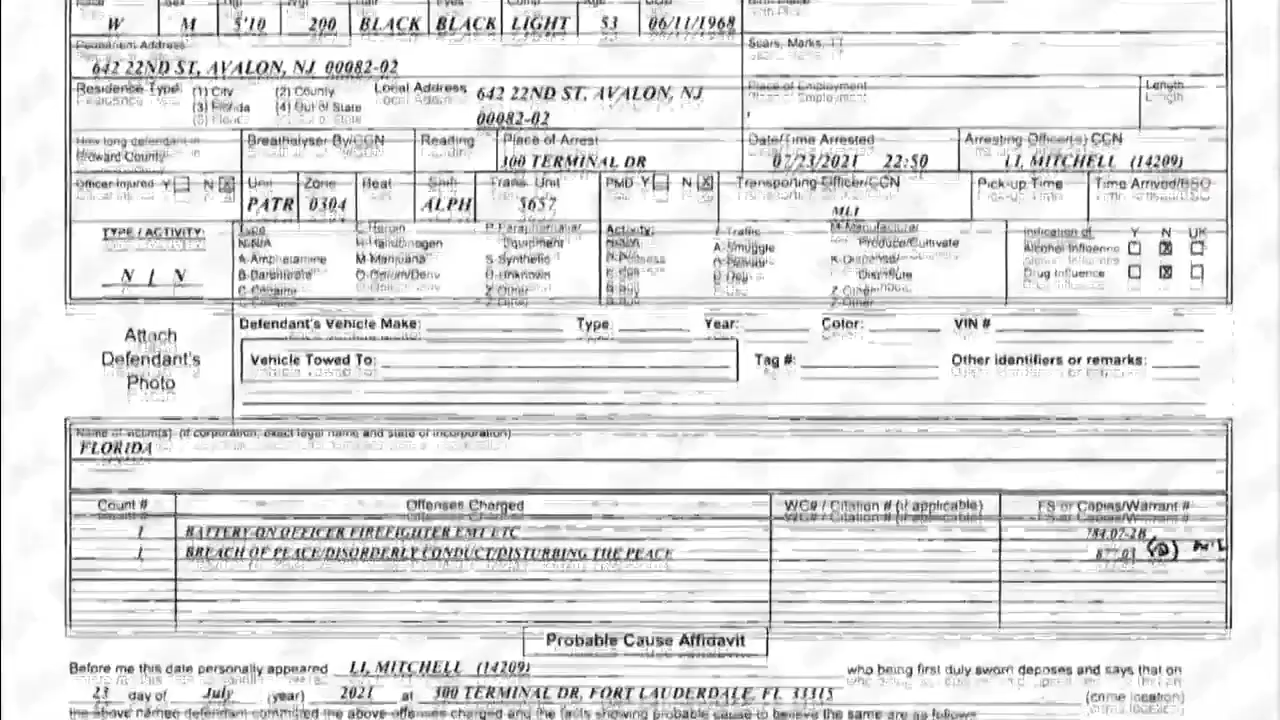 W M 5'10 200 BLACK BLACK LIGHT 53 06/11/1968
Permanent Address
Scars, Marks, TT
642 22ND ST, AVALON, NJ 00082-02
Residence Type (1) City (2) County Local Address 642 22ND ST, AVALON, NJ
Place of Employment Length
(3) Florida (4) Out of State
00082-02
How long defendant in Breathalyser By/CCN Reading Place of Arrest Date/Time Arrested Arresting Officer(s) CCN
Broward County 300 TERMINAL DR 07/23/2021 22:50 LI, MITCHELL (14209)
Officer Injured Y N Unit Zone Beat Shift Trans. Unit PMD Y N Transporting Officer/CCN Pick-up Time Time Arrived/BSO
PATR 0304 ALPH 5657
TYPE / ACTIVITY: Type Activity: Indication of: Y N UK
N-N/A H-Hallucinogen Equipment Produce/Cultivate Alcohol Influence
A-Amphetamine M-Marijuana S-Synthetic
N I N B-Barbiturate O-Opium/Deriv U-Unknown Distribute Drug Influence
C-Cocaine Z-Other
Attach Defendant's Vehicle Make: Type: Year: Color: VIN #
Defendant's Vehicle Towed To: Tag #: Other identifiers or remarks:
Photo
Name of victim(s) (if corporation, exact legal name and state of incorporation)
FLORIDA
Count # Offenses Charged WC# / Citation # (if applicable) FS or Capias/Warrant #
1 BATTERY ON OFFICER FIREFIGHTER EMT ETC 784.07-2B
1 BREACH OF PEACE/DISORDERLY CONDUCT/DISTURBING THE PEACE 877.03
Probable Cause Affidavit
Before me this date personally appeared LI, MITCHELL (14209) who being first duly sworn deposes and says that on
23 day of July (year) 2021 at 300 TERMINAL DR, FORT LAUDERDALE, FL 33315 (crime location)
the above named defendant committed the above offenses charged and the facts showing probable cause to believe the same are as follows